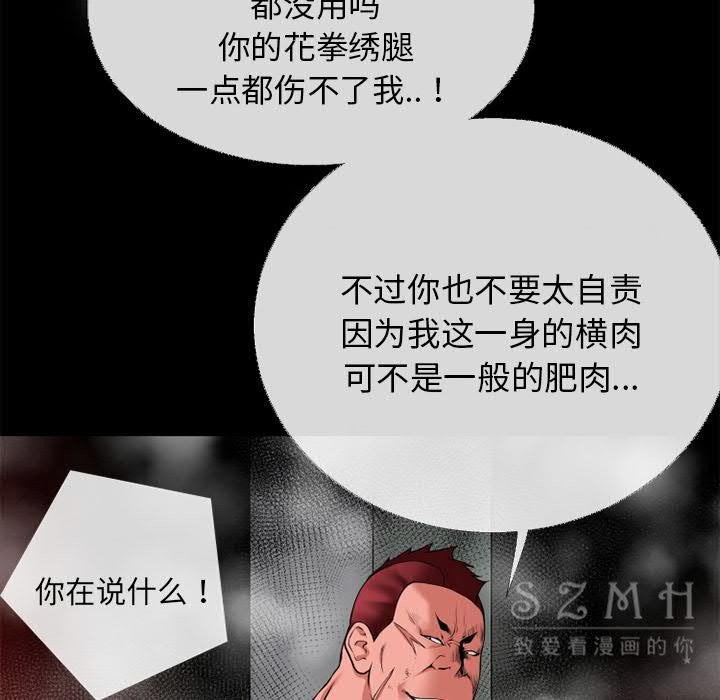 都没用吗
你的花拳绣腿
一点都伤不了我..！
不过你也不要太自责
因为我这一身的横肉
可不是一般的肥肉...
你在说什么！
SZMH
致爱看漫画的你